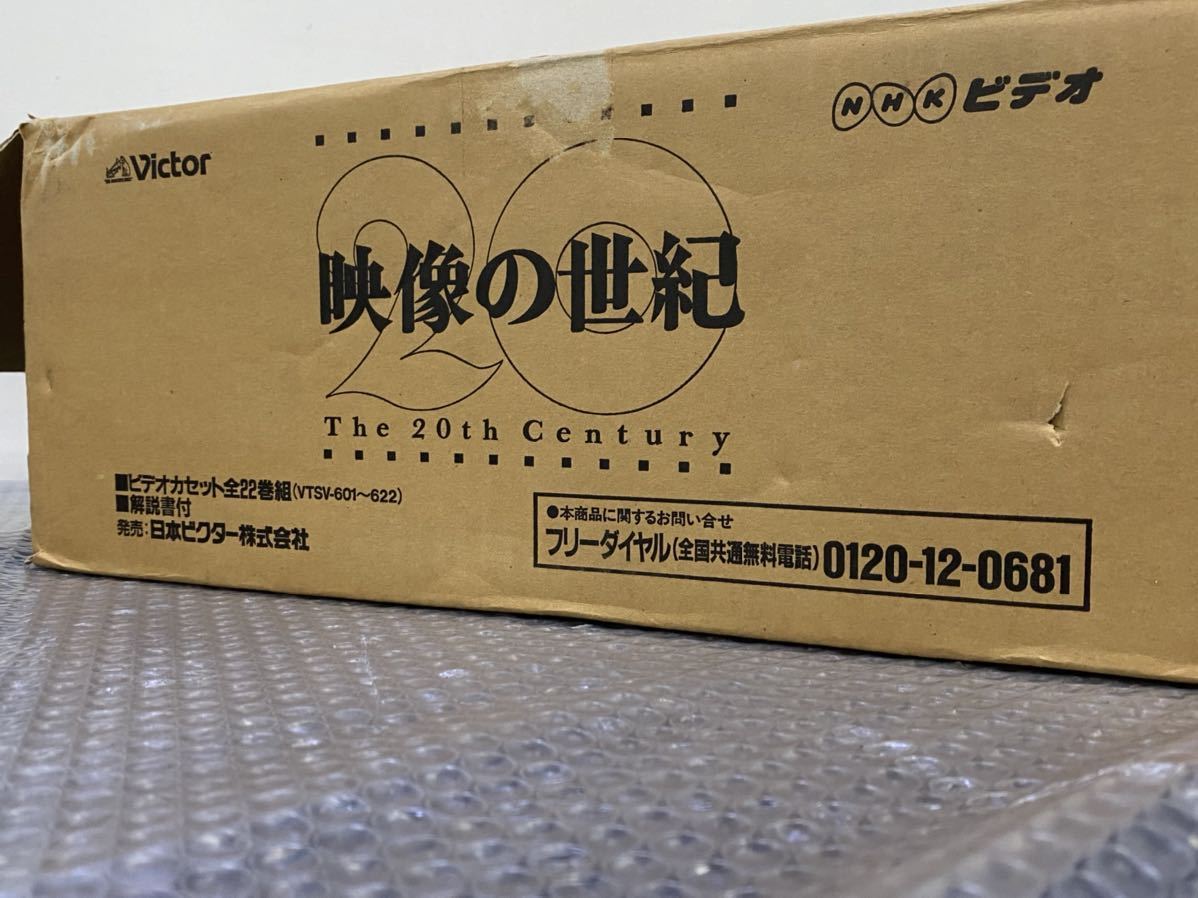 Victor
NHKビデオ
20
映像の世紀
The 20th Century
■ビデオカセット全22巻組(VTSV-601〜622)
■解説書付
発売:日本ビクター株式会社
●本商品に関するお問い合せ
フリーダイヤル(全国共通無料電話)0120-12-0681